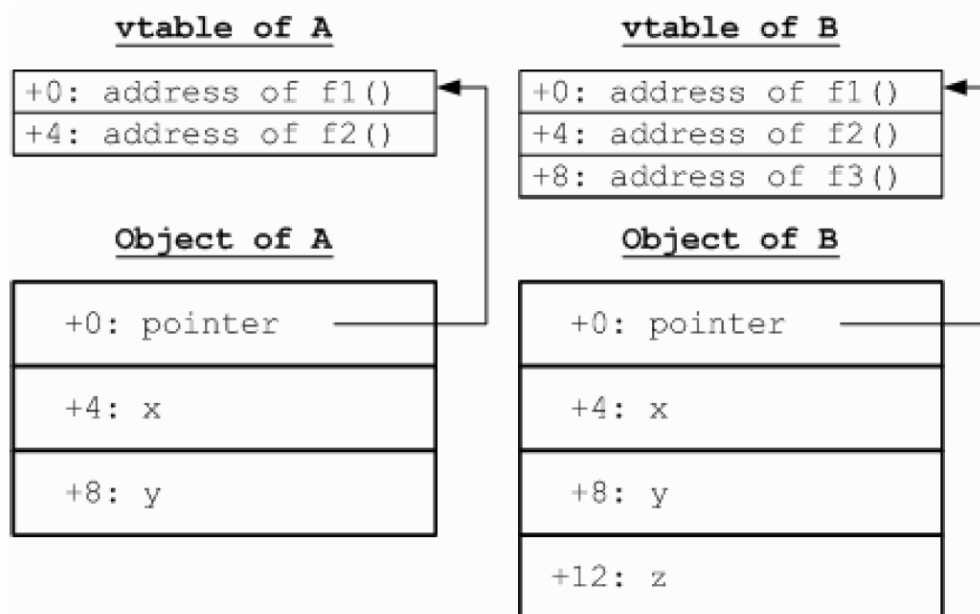 vtable of A
+0: address of f1()
+4: address of f2()
Object of A
+0: pointer
+4: x
+8: y
vtable of B
+0: address of f1()
+4: address of f2()
+8: address of f3()
Object of B
+0: pointer
+4: x
+8: y
+12: z